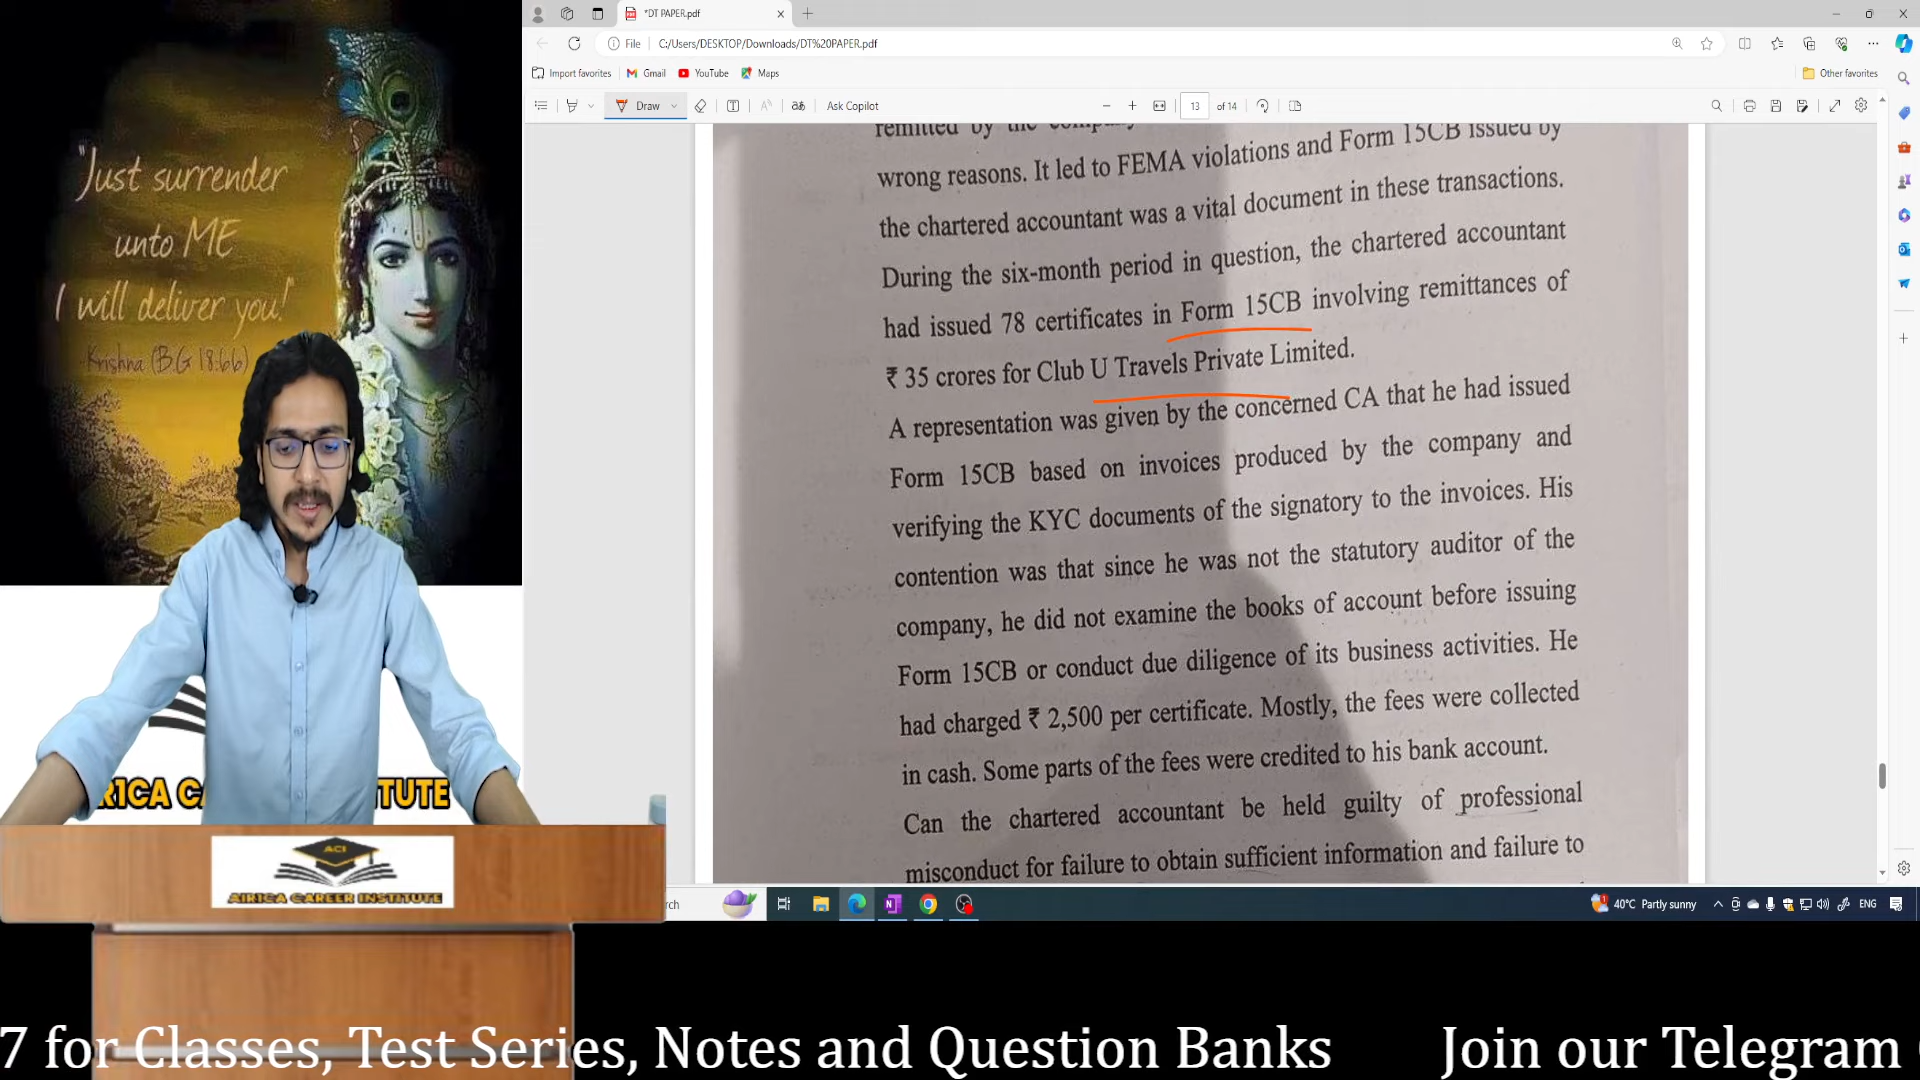 "Just surrender
unto ME
I will deliver you!"
- Krishna (B.G 18:66)
ACI
AIRICA CAREER INSTITUTE
*DT PAPER.pdf
File
C:/Users/DESKTOP/Downloads/DT%20PAPER.pdf
Import favorites
Gmail
YouTube
Maps
Other favorites
Draw
Ask Copilot
13 of 14
remitted by the company
wrong reasons. It led to FEMA violations and Form 15CB issued by
the chartered accountant was a vital document in these transactions.
During the six-month period in question, the chartered accountant
had issued 78 certificates in Form 15CB involving remittances of
₹ 35 crores for Club U Travels Private Limited.
A representation was given by the concerned CA that he had issued
Form 15CB based on invoices produced by the company and
verifying the KYC documents of the signatory to the invoices. His
contention was that since he was not the statutory auditor of the
company, he did not examine the books of account before issuing
Form 15CB or conduct due diligence of its business activities. He
had charged ₹ 2,500 per certificate. Mostly, the fees were collected
in cash. Some parts of the fees were credited to his bank account.
Can the chartered accountant be held guilty of professional
misconduct for failure to obtain sufficient information and failure to
rch
40°C Partly sunny
ENG
7 for Classes, Test Series, Notes and Question Banks
Join our Telegram